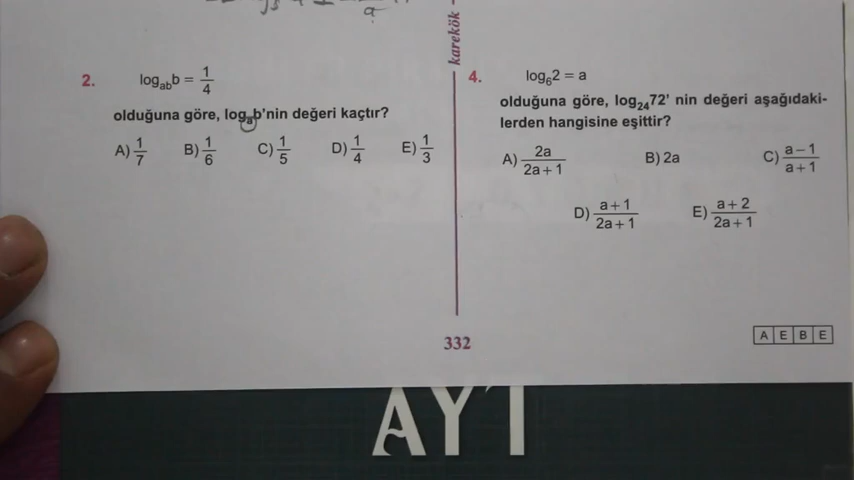 karekök
2. log_ab b = 1/4
olduğuna göre, log_a b'nin değeri kaçtır?
A) 1/7 B) 1/6 C) 1/5 D) 1/4 E) 1/3
4. log_6 2 = a
olduğuna göre, log_24 72' nin değeri aşağıdaki-
lerden hangisine eşittir?
A) 2a/2a+1 B) 2a C) a−1/a+1
D) a+1/2a+1 E) a+2/2a+1
332
A E B E
AYT